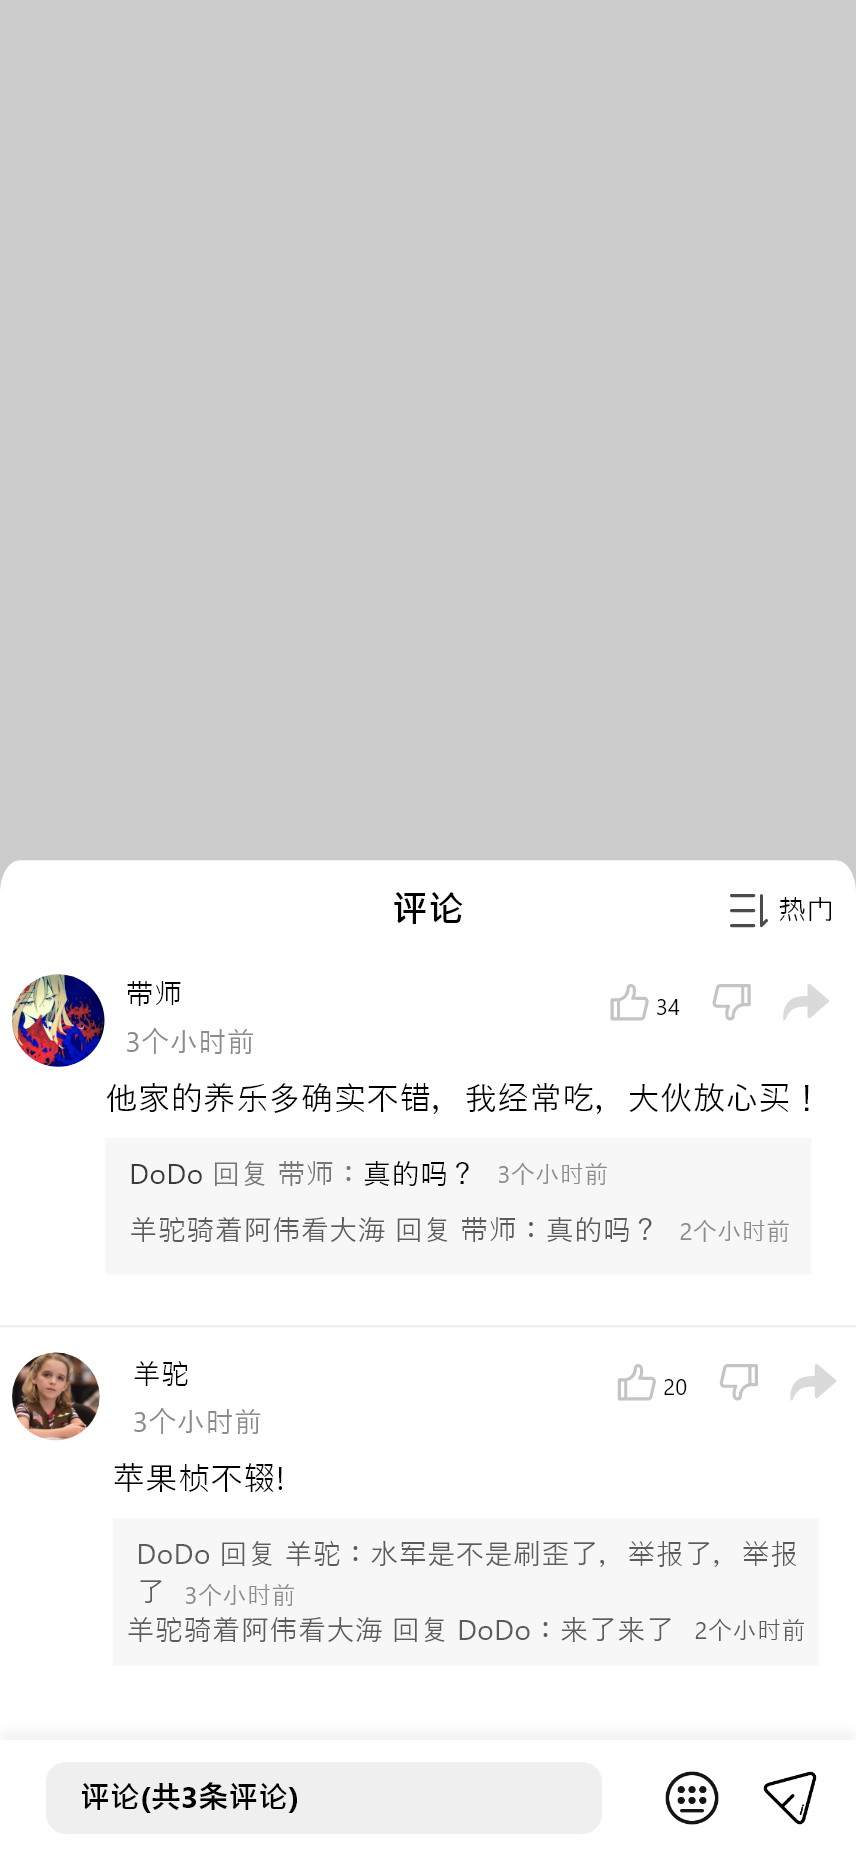 评论
热门
带师
34
3个小时前
他家的养乐多确实不错，我经常吃，大伙放心买！
DoDo 回复 带师：真的吗？ 3个小时前
羊驼骑着阿伟看大海 回复 带师：真的吗？ 2个小时前
羊驼
20
3个小时前
苹果桢不辍!
DoDo 回复 羊驼：水军是不是刷歪了，举报了，举报
了 3个小时前
羊驼骑着阿伟看大海 回复 DoDo：来了来了 2个小时前
评论(共3条评论)